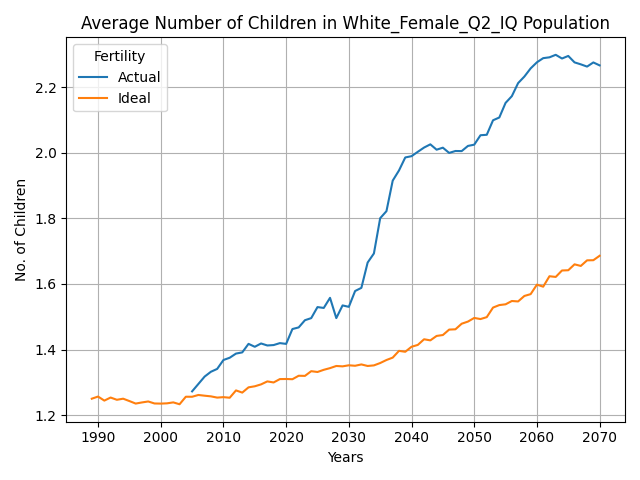 Average Number of Children in White_Female_Q2_IQ Population
Fertility
Actual
Ideal
No. of Children
2.2
2.0
1.8
1.6
1.4
1.2
1990 2000 2010 2020 2030 2040 2050 2060 2070
Years